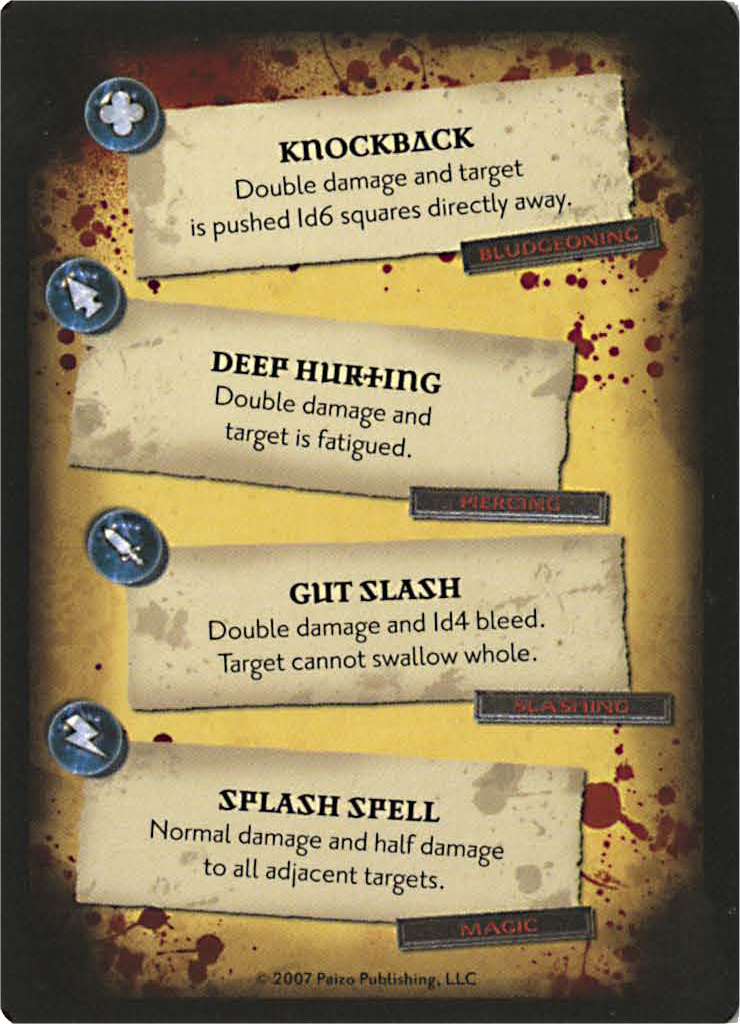 KNOCKBACK
Double damage and target
is pushed 1d6 squares directly away.
BLUDGEONING
DEEP HURTING
Double damage and
target is fatigued.
PIERCING
GUT SLASH
Double damage and 1d4 bleed.
Target cannot swallow whole.
SLASHING
SPLASH SPELL
Normal damage and half damage
to all adjacent targets.
MAGIC
© 2007 Paizo Publishing, LLC